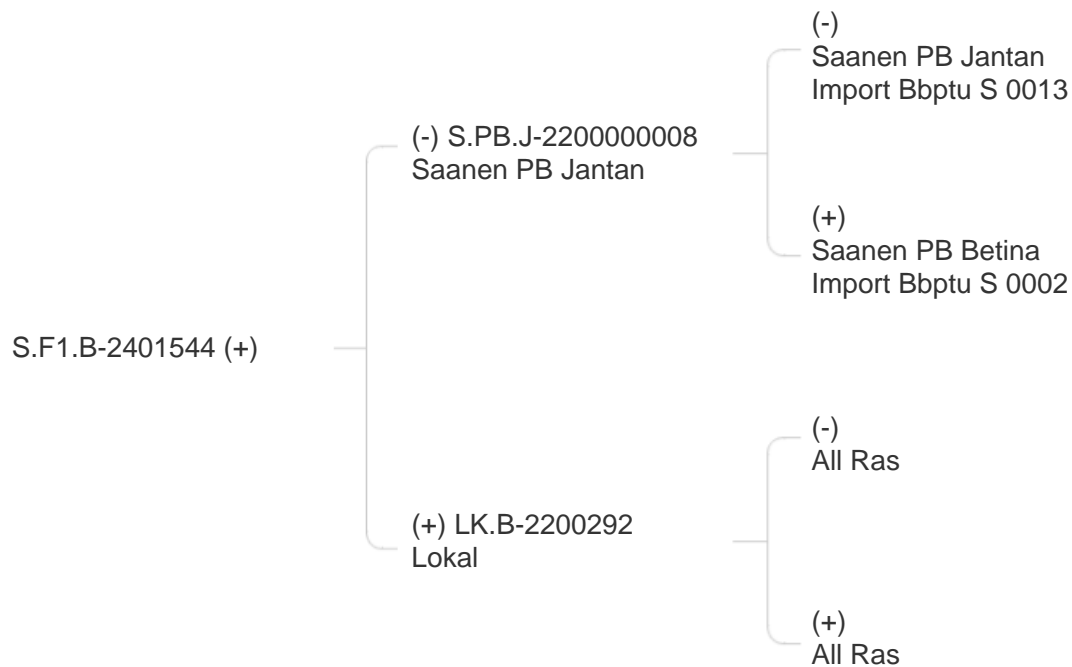 (-)
Saanen PB Jantan
Import Bbptu S 0013
(-) S.PB.J-2200000008
Saanen PB Jantan
(+)
Saanen PB Betina
Import Bbptu S 0002
S.F1.B-2401544 (+)
(-)
All Ras
(+) LK.B-2200292
Lokal
(+)
All Ras